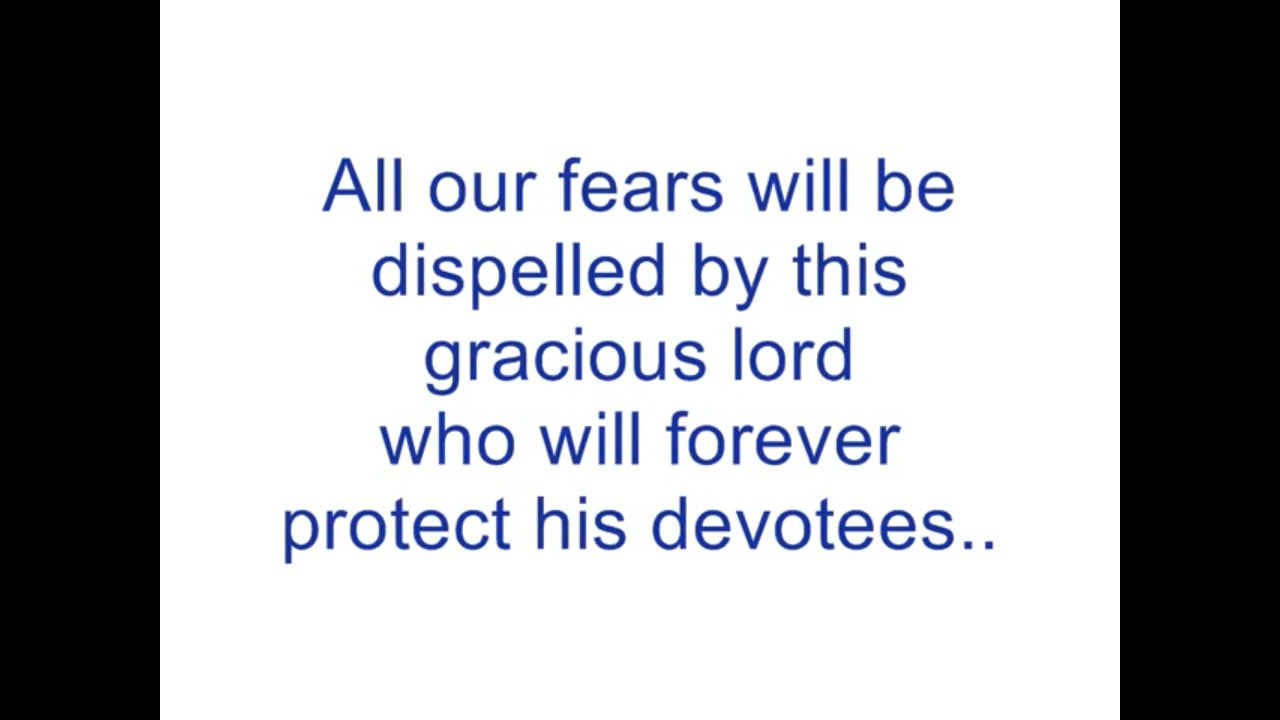 All our fears will be
dispelled by this
gracious lord
who will forever
protect his devotees..